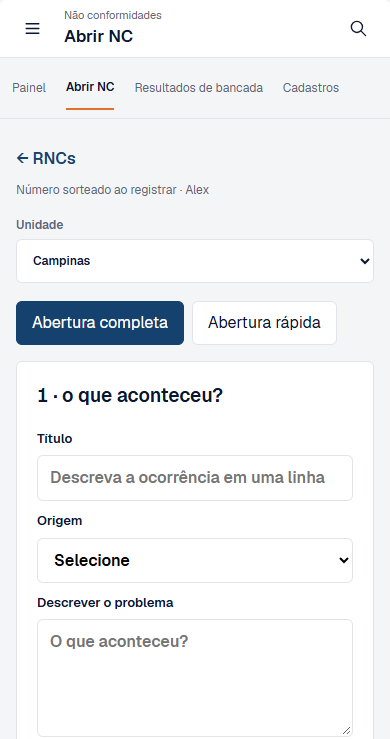 Não conformidades
Abrir NC
Painel
Abrir NC
Resultados de bancada
Cadastros
← RNCs
Número sorteado ao registrar · Alex
Unidade
Campinas
Abertura completa
Abertura rápida
1 · o que aconteceu?
Título
Descreva a ocorrência em uma linha
Origem
Selecione
Descrever o problema
O que aconteceu?